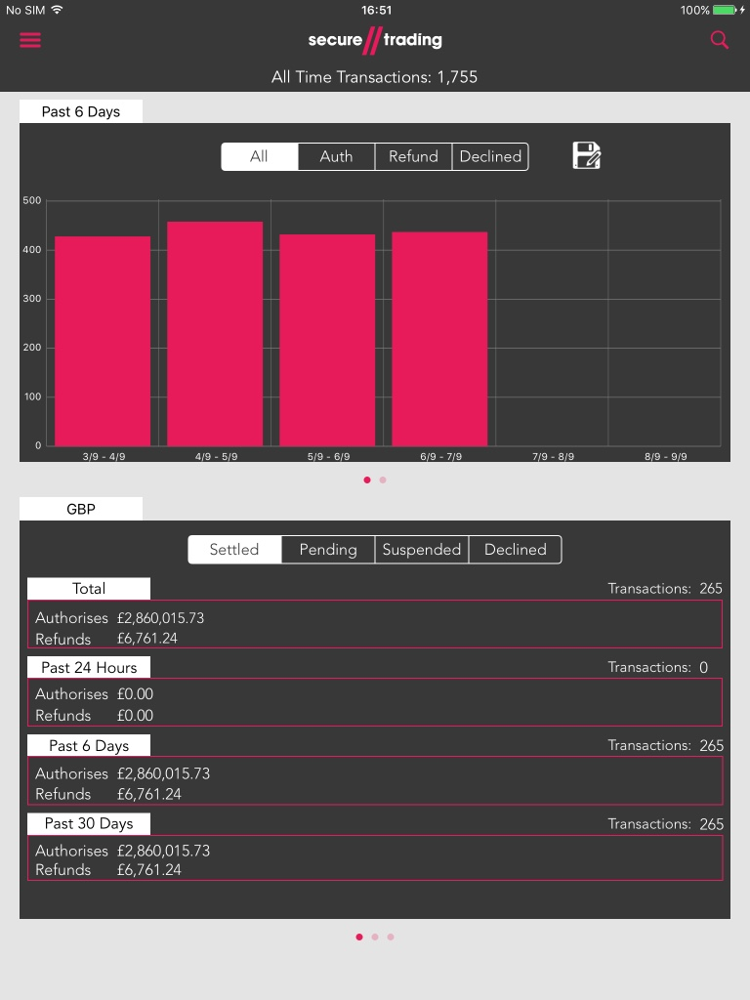 No SIM 16:51 100%
secure//trading
All Time Transactions: 1,755
Past 6 Days
All Auth Refund Declined
500
400
300
200
100
0
3/9 - 4/9 4/9 - 5/9 5/9 - 6/9 6/9 - 7/9 7/9 - 8/9 8/9 - 9/9
GBP
Settled Pending Suspended Declined
Total Transactions: 265
Authorises £2,860,015.73
Refunds £6,761.24
Past 24 Hours Transactions: 0
Authorises £0.00
Refunds £0.00
Past 6 Days Transactions: 265
Authorises £2,860,015.73
Refunds £6,761.24
Past 30 Days Transactions: 265
Authorises £2,860,015.73
Refunds £6,761.24